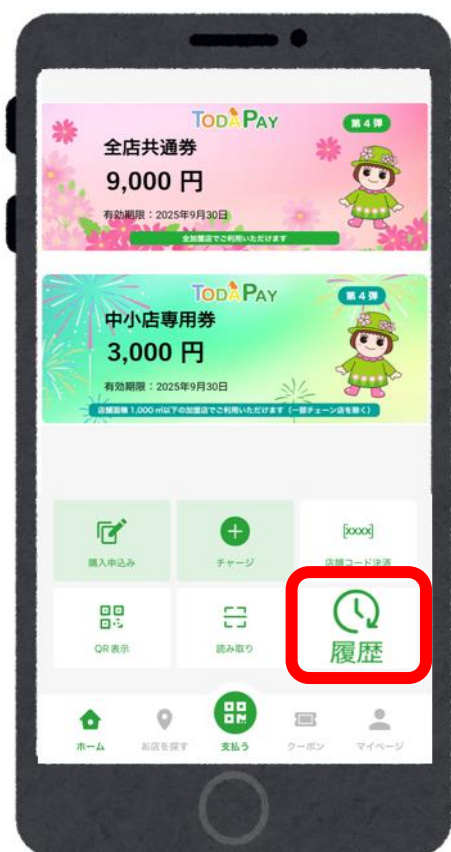 TODAPAY
第4弾
全店共通券
9,000 円
有効期限：2025年9月30日
全加盟店でご利用いただけます
TODAPAY
第4弾
中小店専用券
3,000 円
有効期限：2025年9月30日
店舗面積 1,000 ㎡以下の加盟店でご利用いただけます（一部チェーン店を除く）
購入申込み
チャージ
[xxxx]
店舗コード決済
QR表示
読み取り
履歴
ホーム
お店を探す
支払う
クーポン
マイページ